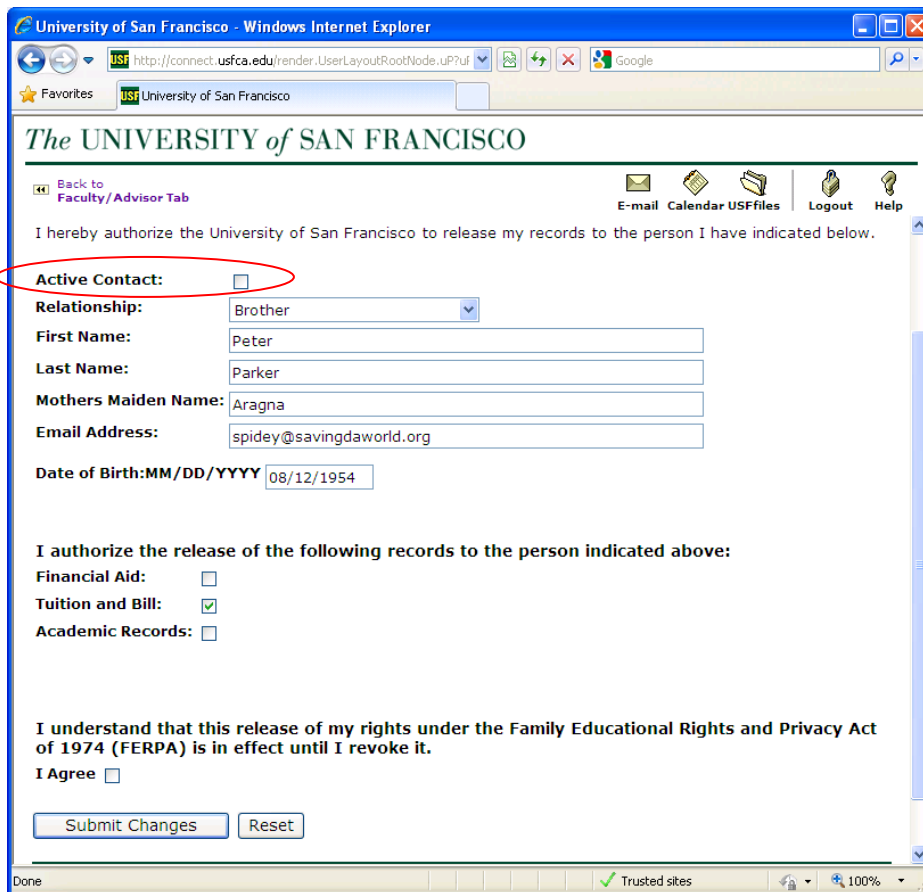 University of San Francisco - Windows Internet Explorer
USF http://connect.usfca.edu/render.UserLayoutRootNode.uP?uf Google
Favorites USF University of San Francisco
The UNIVERSITY of SAN FRANCISCO
Back to
Faculty/Advisor Tab
E-mail Calendar USFfiles Logout Help
I hereby authorize the University of San Francisco to release my records to the person I have indicated below.
Active Contact:
Relationship: Brother
First Name: Peter
Last Name: Parker
Mothers Maiden Name: Aragna
Email Address: spidey@savingdaworld.org
Date of Birth:MM/DD/YYYY 08/12/1954
I authorize the release of the following records to the person indicated above:
Financial Aid:
Tuition and Bill:
Academic Records:
I understand that this release of my rights under the Family Educational Rights and Privacy Act
of 1974 (FERPA) is in effect until I revoke it.
I Agree
Submit Changes Reset
Done Trusted sites 100%